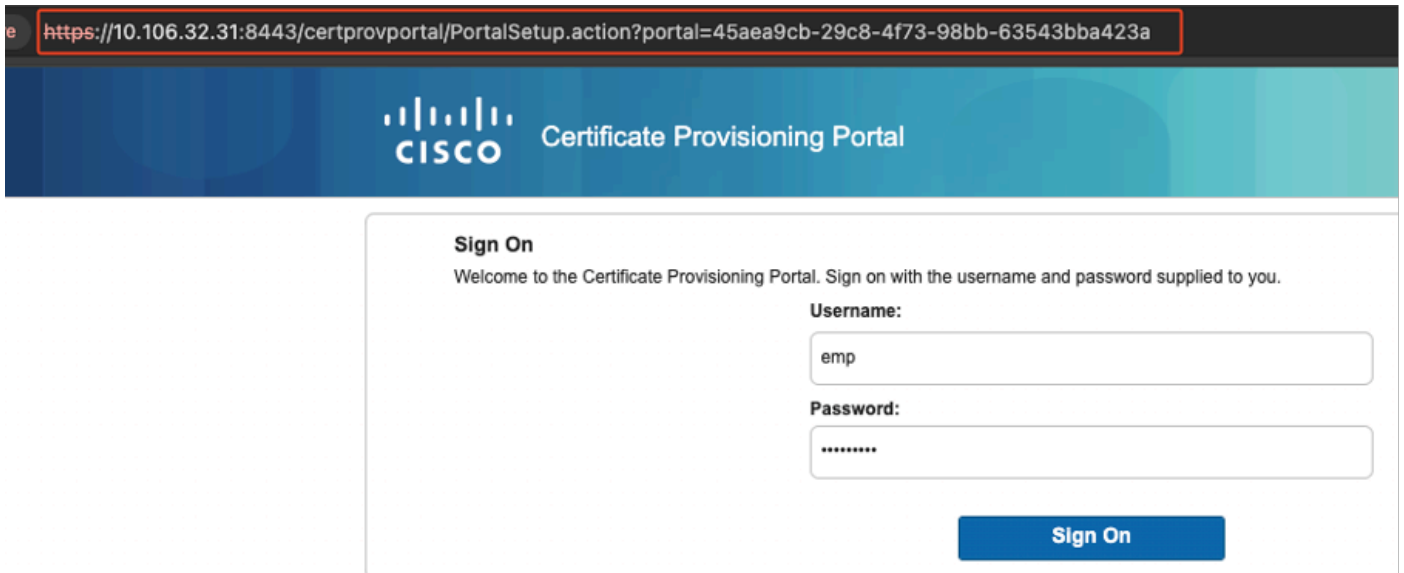 e https://10.106.32.31:8443/certprovportal/PortalSetup.action?portal=45aea9cb-29c8-4f73-98bb-63543bba423a
CISCO Certificate Provisioning Portal
Sign On
Welcome to the Certificate Provisioning Portal. Sign on with the username and password supplied to you.
Username:
emp
Password:
•••••••••
Sign On